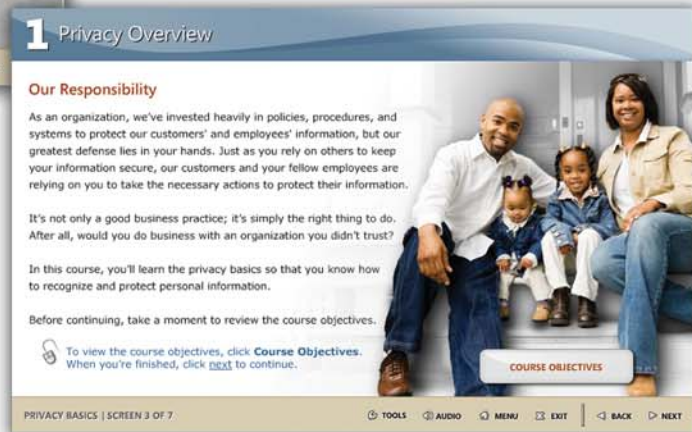 1 Privacy Overview
Our Responsibility
As an organization, we've invested heavily in policies, procedures, and
systems to protect our customers' and employees' information, but our
greatest defense lies in your hands. Just as you rely on others to keep
your information secure, our customers and your fellow employees are
relying on you to take the necessary actions to protect their information.
It's not only a good business practice; it's simply the right thing to do.
After all, would you do business with an organization you didn't trust?
In this course, you'll learn the privacy basics so that you know how
to recognize and protect personal information.
Before continuing, take a moment to review the course objectives.
To view the course objectives, click Course Objectives.
When you're finished, click next to continue.
COURSE OBJECTIVES
PRIVACY BASICS | SCREEN 3 OF 7
TOOLS AUDIO MENU EXIT BACK NEXT